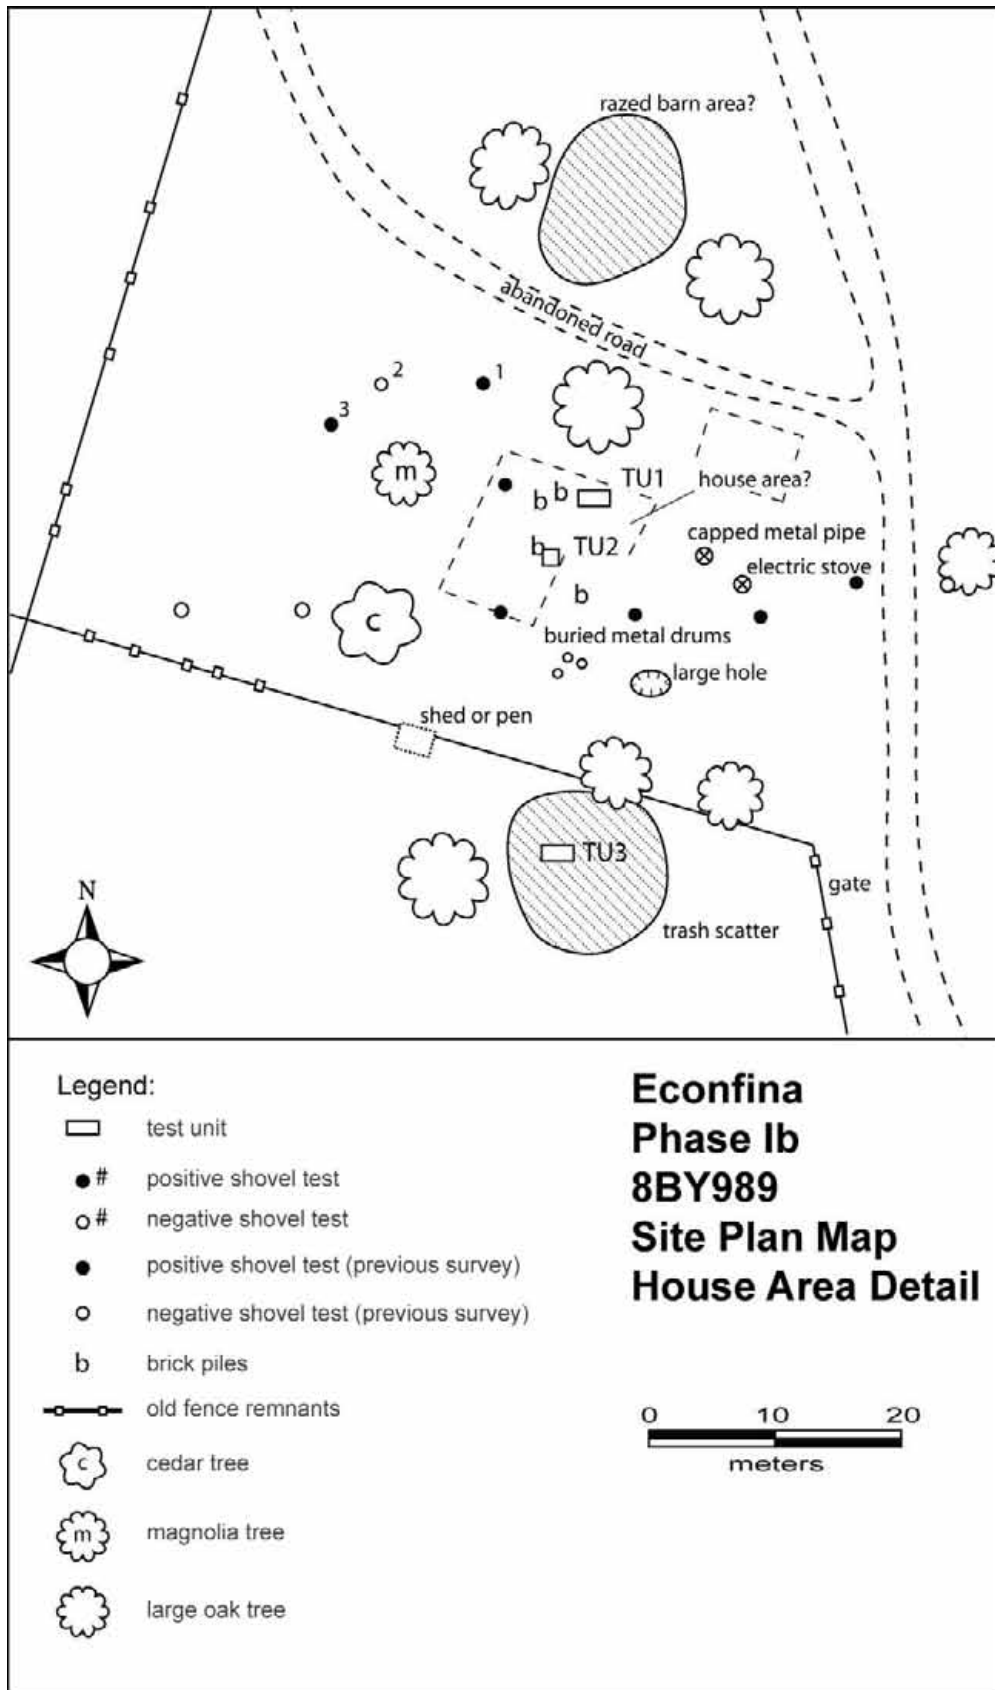 razed barn area?
abandoned road
2
1
3
m
TU1
house area?
b
b
capped metal pipe
b
TU2
electric stove
b
c
buried metal drums
large hole
shed or pen
TU3
gate
N
trash scatter
Legend:
test unit
# positive shovel test
# negative shovel test
positive shovel test (previous survey)
negative shovel test (previous survey)
b brick piles
old fence remnants
c cedar tree
m magnolia tree
large oak tree
Econfina
Phase Ib
8BY989
Site Plan Map
House Area Detail
0 10 20
meters